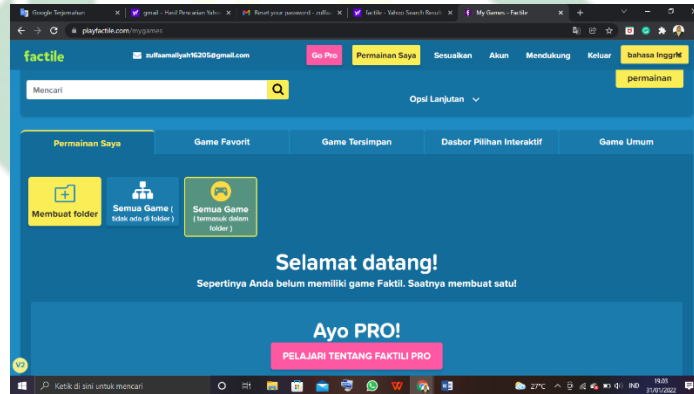 Google Terjemahan
gmail - Hasil Pencarian Yahoo
Reset your password - zulfaa
factile - Yahoo Search Result
My Games - Factile
playfactile.com/mygames
factile
zulfaamaliyah16205@gmail.com
Go Pro
Permainan Saya
Sesuaikan
Akun
Mendukung
Keluar
bahasa Inggris
permainan
Mencari
Opsi Lanjutan
Permainan Saya
Game Favorit
Game Tersimpan
Dasbor Pilihan Interaktif
Game Umum
Membuat folder
Semua Game (
tidak ada di folder )
Semua Game
( termasuk dalam
folder )
Selamat datang!
Sepertinya Anda belum memiliki game Faktil. Saatnya membuat satu!
Ayo PRO!
PELAJARI TENTANG FAKTILI PRO
V2
Ketik di sini untuk mencari
27°C
IND
19.03
31/01/2022